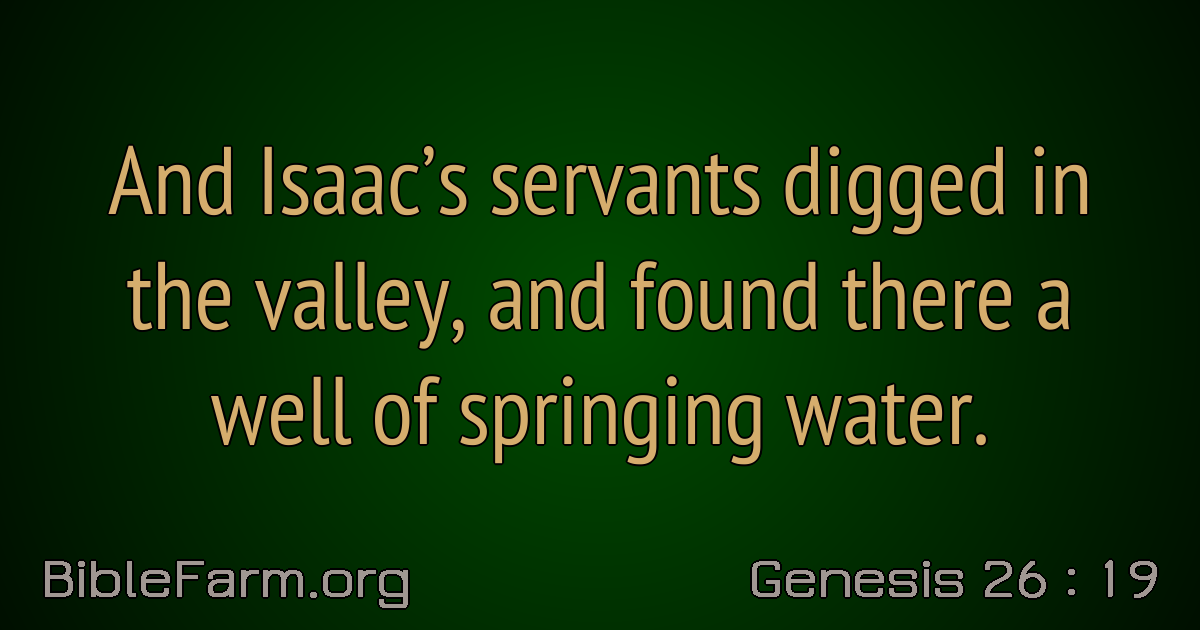 And Isaac’s servants digged in
the valley, and found there a
well of springing water.
BibleFarm.org
Genesis 26 : 19